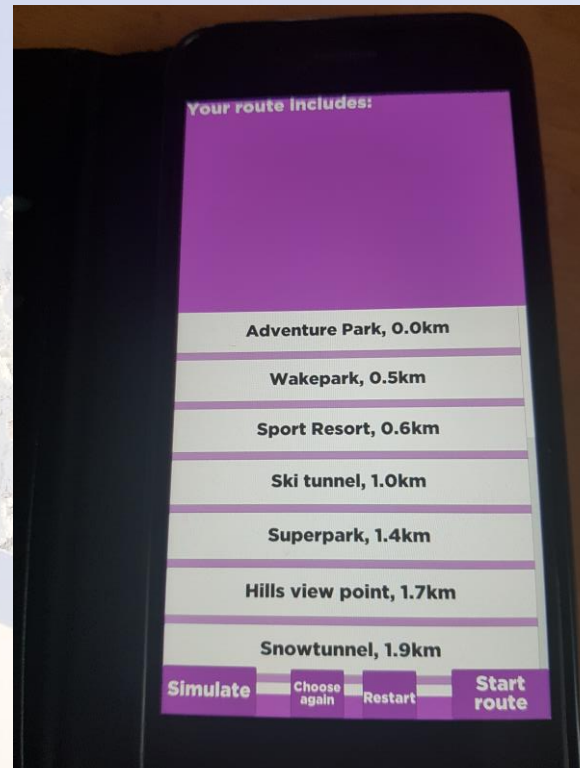 Your route includes:
Adventure Park, 0.0km
Wakepark, 0.5km
Sport Resort, 0.6km
Ski tunnel, 1.0km
Superpark, 1.4km
Hills view point, 1.7km
Snowtunnel, 1.9km
Simulate
Choose
again
Restart
Start
route